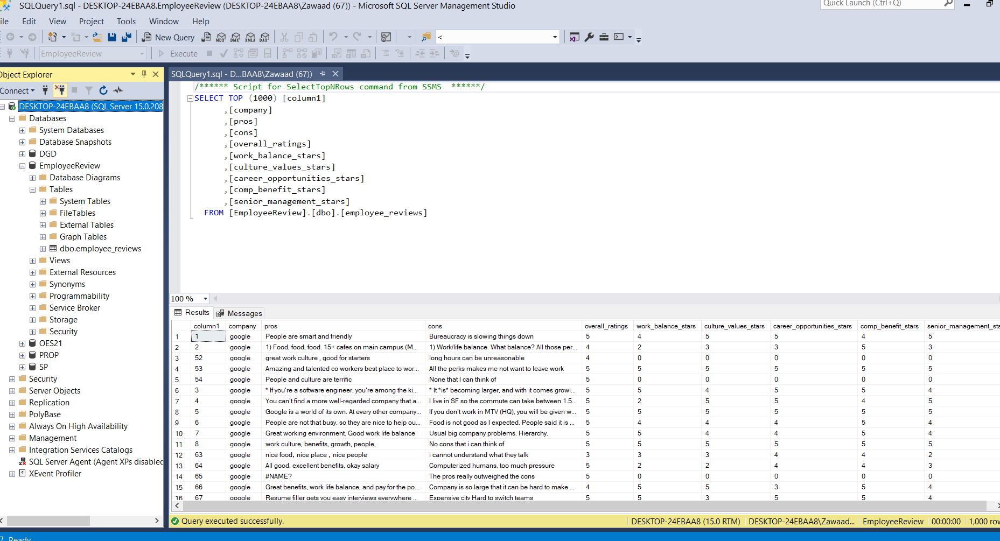 SQLQuery1.sql - DESKTOP-24EBAA8.EmployeeReview (DESKTOP-24EBAA8\Zawaad (67)) - Microsoft SQL Server Management Studio
Quick Launch (Ctrl+Q)
ile Edit View Project Tools Window Help
New Query MDX DMX XMLA DAX <
EmployeeReview Execute
Object Explorer
Connect
DESKTOP-24EBAA8 (SQL Server 15.0.208
Databases
System Databases
Database Snapshots
DGD
EmployeeReview
Database Diagrams
Tables
System Tables
FileTables
External Tables
Graph Tables
dbo.employee_reviews
Views
External Resources
Synonyms
Programmability
Service Broker
Storage
Security
OES21
PROP
SP
Security
Server Objects
Replication
PolyBase
Always On High Availability
Management
Integration Services Catalogs
SQL Server Agent (Agent XPs disabled
XEvent Profiler
SQLQuery1.sql - D...BAA8\Zawaad (67))
/****** Script for SelectTopNRows command from SSMS  ******/
SELECT TOP (1000) [column1]
,[company]
,[pros]
,[cons]
,[overall_ratings]
,[work_balance_stars]
,[culture_values_stars]
,[career_opportunities_stars]
,[comp_benefit_stars]
,[senior_management_stars]
FROM [EmployeeReview].[dbo].[employee_reviews]
100 %
Results Messages
column1 company pros cons overall_ratings work_balance_stars culture_values_stars career_opportunities_stars comp_benefit_stars senior_management_sta
1 1 google People are smart and friendly Bureaucracy is slowing things down 5 4 5 5 4 5
2 2 google 1) Food, food, food. 15+ cafes on main campus (M... 1) Work/life balance. What balance? All those per... 4 2 3 3 5 3
3 52 google great work culture , good for starters long hours can be unreasonable 4 0 0 0 0 0
4 53 google Amazing and talented co workers best place to wor... All the perks makes me not want to leave work 5 5 5 5 5 5
5 54 google People and culture are terrific None that I can think of 5 0 0 0 0 0
6 3 google * If you're a software engineer, you're among the ki... * It *is* becoming larger, and with it comes growi... 5 5 4 5 5 4
7 4 google You can't find a more well-regarded company that a... I live in SF so the commute can take between 1.5... 5 2 5 5 4 5
8 5 google Google is a world of its own. At every other company... If you don't work in MTV (HQ), you will be given w... 5 5 5 5 5 5
9 6 google People are not that busy, so they are nice to help ou... Food is not good as I expected. People said it is ... 5 4 4 4 5 4
10 7 google Great working environment. Good work life balance Usual big company problems. Hierarchy. 5 5 4 4 5 4
11 8 google work culture, benefits, growth, people, No cons that i can think of 5 5 5 5 5 5
12 63 google nice food, nice place , nice people i cannot understand what they talk 3 3 3 4 4 2
13 64 google All good, excellent benefits, okay salary Computerized humans, too much pressure 5 2 2 4 4 3
14 65 google #NAME? The pros really outweighed the cons 5 0 0 0 0 0
15 66 google Great benefits, work life balance, and pay for the po... Company is so large that it can be hard to make ... 4 5 5 3 5 4
16 67 google Resume filler gets you easy interviews everywhere ... Expensive city Hard to switch teams 5 5 3 5 5 4
Query executed successfully. DESKTOP-24EBAA8 (15.0 RTM) DESKTOP-24EBAA8\Zawaad... EmployeeReview 00:00:00 1,000 row
Ready